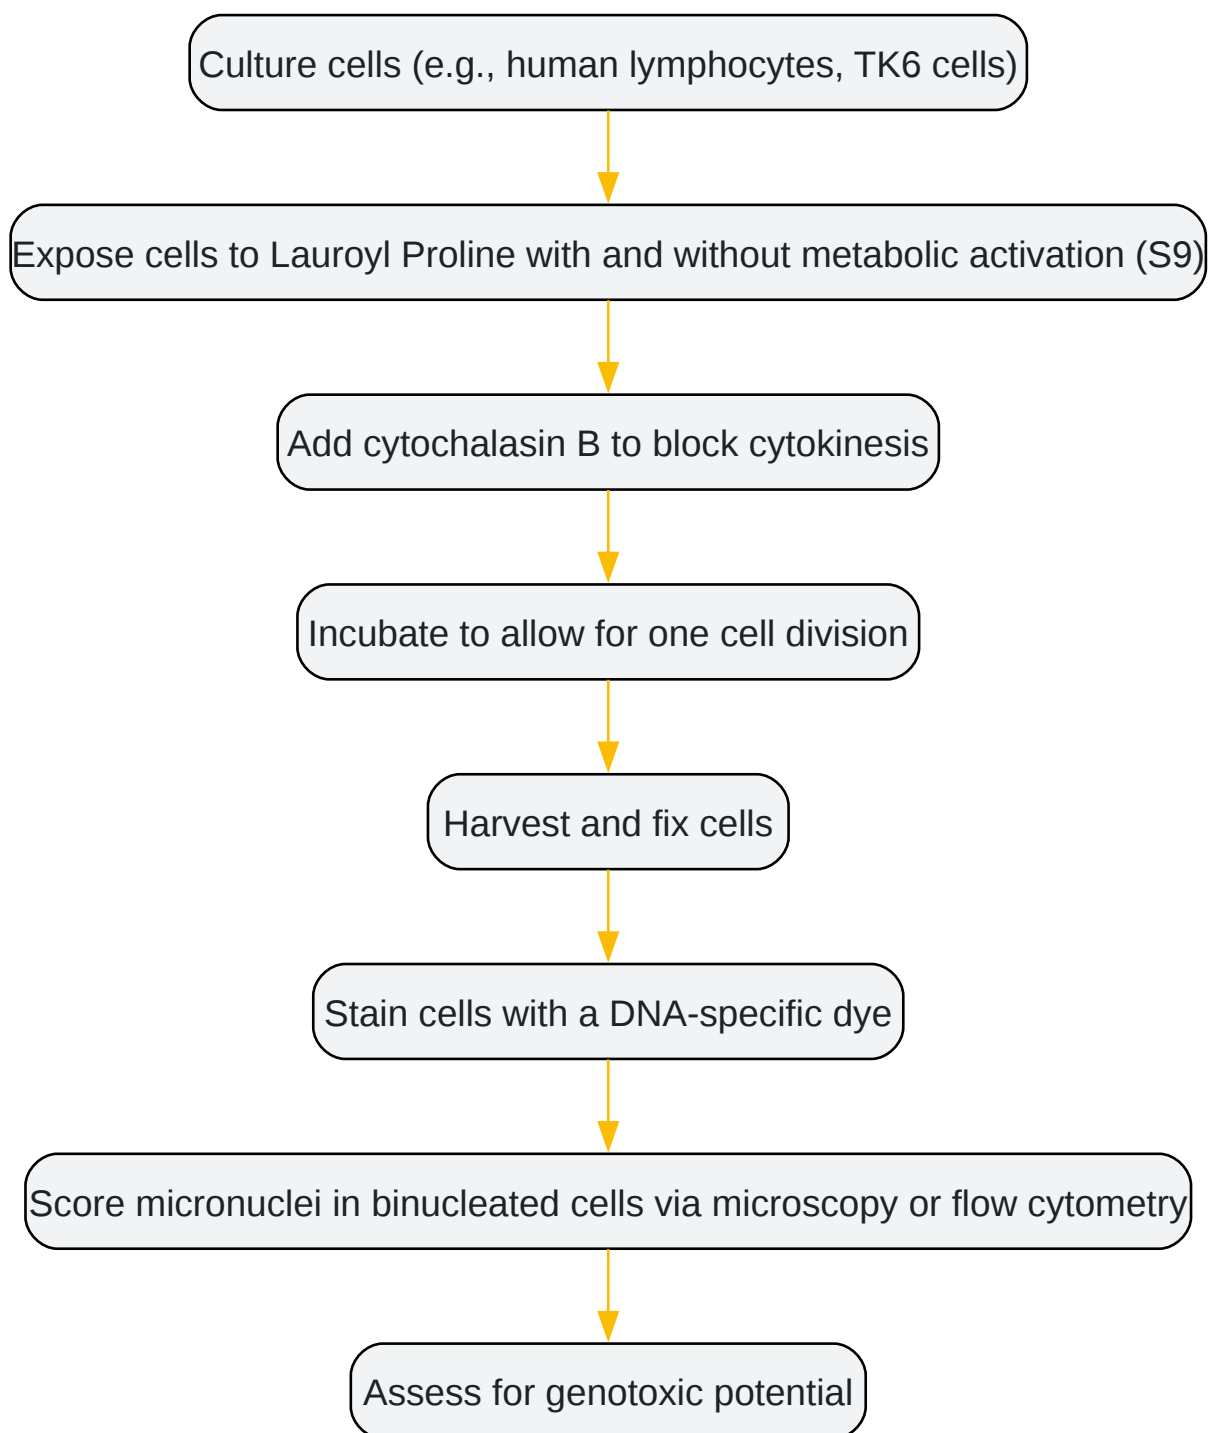 Culture cells (e.g., human lymphocytes, TK6 cells)
Expose cells to Lauroyl Proline with and without metabolic activation (S9)
Add cytochalasin B to block cytokinesis
Incubate to allow for one cell division
Harvest and fix cells
Stain cells with a DNA-specific dye
Score micronuclei in binucleated cells via microscopy or flow cytometry
Assess for genotoxic potential